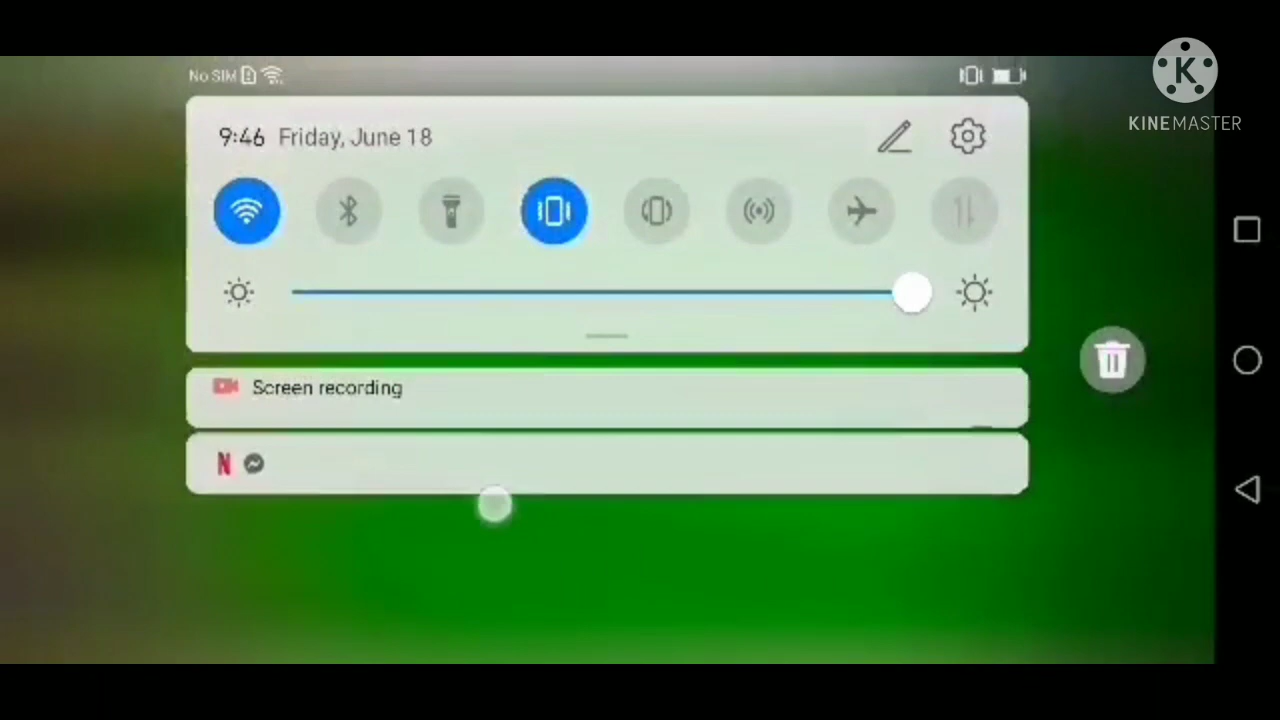 No SIM
K
KINEMASTER
9:46 Friday, June 18
Screen recording
N